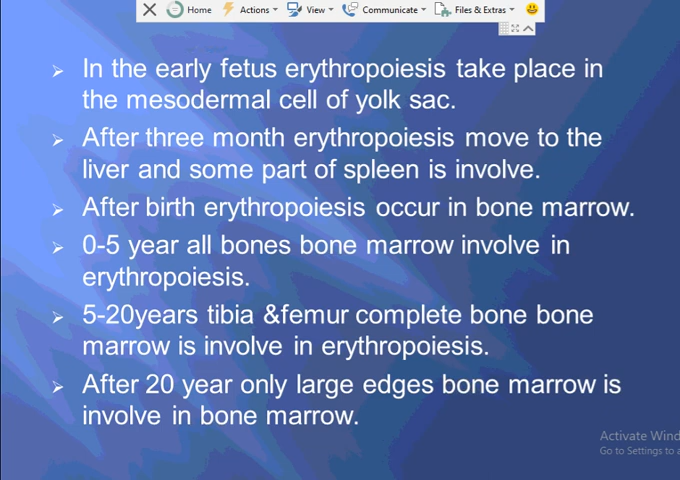 Home Actions View Communicate Files & Extras
➢ In the early fetus erythropoiesis take place in
the mesodermal cell of yolk sac.
➢ After three month erythropoiesis move to the
liver and some part of spleen is involve.
➢ After birth erythropoiesis occur in bone marrow.
➢ 0-5 year all bones bone marrow involve in
erythropoiesis.
➢ 5-20years tibia &femur complete bone bone
marrow is involve in erythropoiesis.
➢ After 20 year only large edges bone marrow is
involve in bone marrow.
Activate Wind
Go to Settings to a